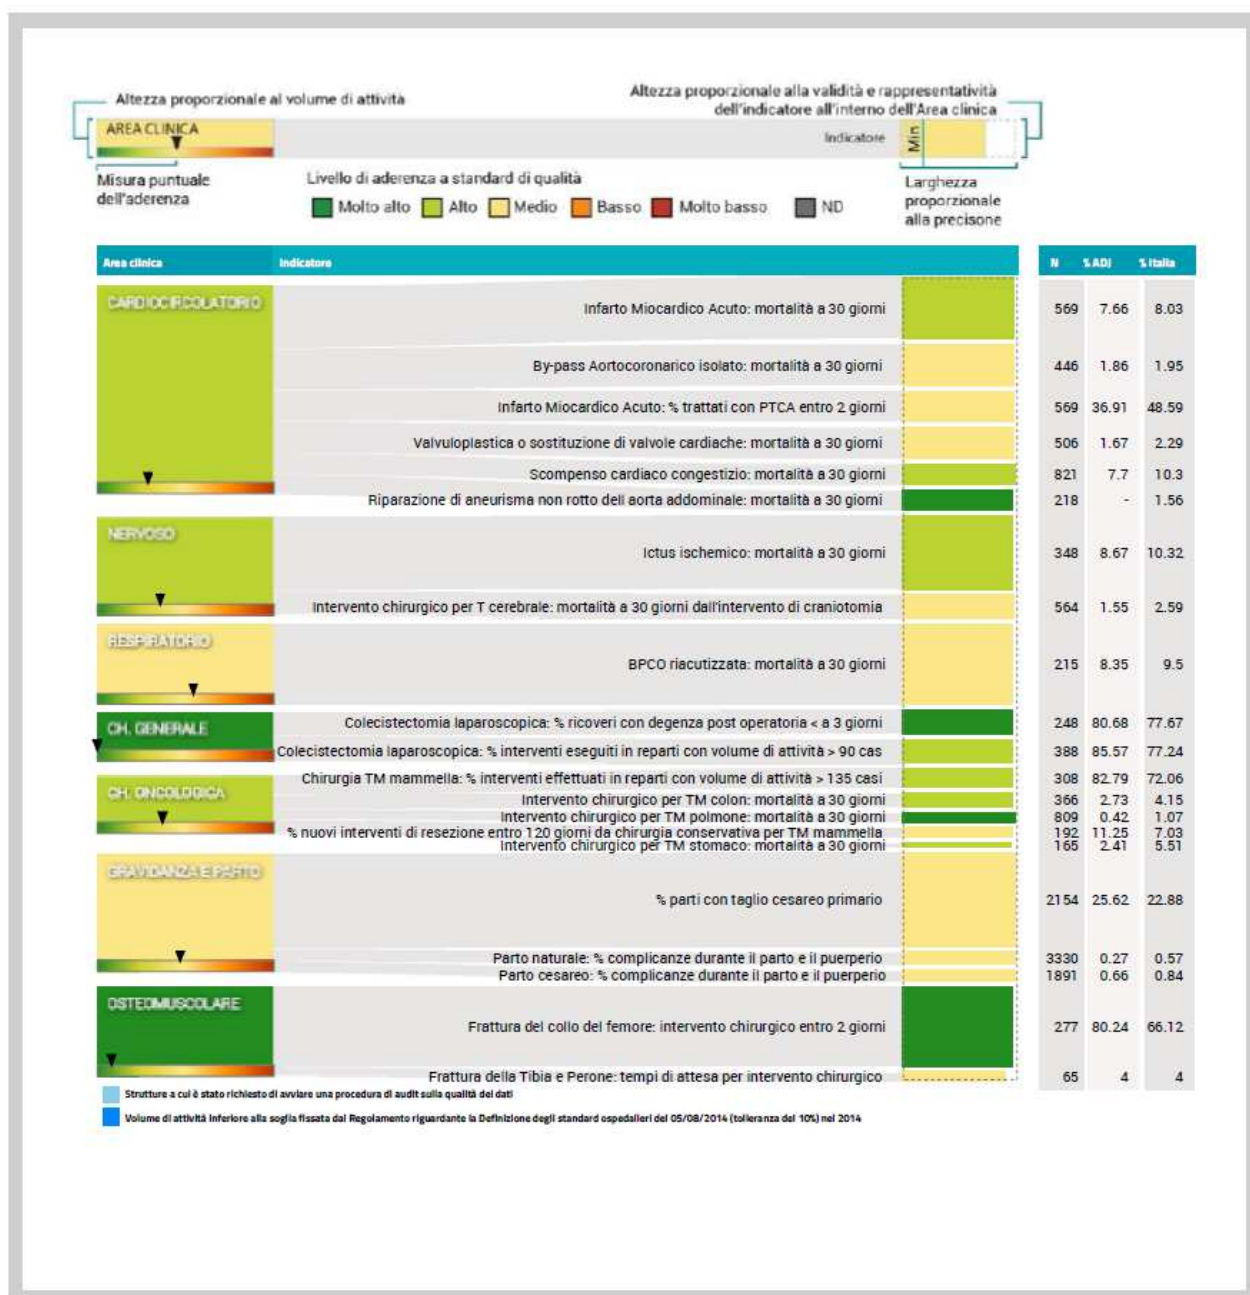 Altezza proporzionale al volume di attività
Altezza proporzionale alla validità e rappresentatività
dell'indicatore all'interno dell'Area clinica
AREA CLINICA
Indicatore
Min
Misura puntuale
dell'aderenza
Livello di aderenza a standard di qualità
Molto alto Alto Medio Basso Molto basso ND
Larghezza
proporzionale
alla precisone
Area clinica Indicatore N % ADJ % Italia
CARDIOCIRCOLATORIO
Infarto Miocardico Acuto: mortalità a 30 giorni 569 7.66 8.03
By-pass Aortocoronarico isolato: mortalità a 30 giorni 446 1.86 1.95
Infarto Miocardico Acuto: % trattati con PTCA entro 2 giorni 569 36.91 48.59
Valvuloplastica o sostituzione di valvole cardiache: mortalità a 30 giorni 506 1.67 2.29
Scompenso cardiaco congestizio: mortalità a 30 giorni 821 7.7 10.3
Riparazione di aneurisma non rotto dell aorta addominale: mortalità a 30 giorni 218 - 1.56
NERVOSO
Ictus ischemico: mortalità a 30 giorni 348 8.67 10.32
Intervento chirurgico per T cerebrale: mortalità a 30 giorni dall'intervento di craniotomia 564 1.55 2.59
RESPIRATORIO
BPCO riacutizzata: mortalità a 30 giorni 215 8.35 9.5
CH. GENERALE
Colecistectomia laparoscopica: % ricoveri con degenza post operatoria < a 3 giorni 248 80.68 77.67
Colecistectomia laparoscopica: % interventi eseguiti in reparti con volume di attività > 90 cas 388 85.57 77.24
CH. ONCOLOGICA
Chirurgia TM mammella: % interventi effettuati in reparti con volume di attività > 135 casi 308 82.79 72.06
Intervento chirurgico per TM colon: mortalità a 30 giorni 366 2.73 4.15
Intervento chirurgico per TM polmone: mortalità a 30 giorni 809 0.42 1.07
% nuovi interventi di resezione entro 120 giorni da chirurgia conservativa per TM mammella 192 11.25 7.03
Intervento chirurgico per TM stomaco: mortalità a 30 giorni 165 2.41 5.51
GRAVIDANZA E PARTO
% parti con taglio cesareo primario 2154 25.62 22.88
Parto naturale: % complicanze durante il parto e il puerperio 3330 0.27 0.57
Parto cesareo: % complicanze durante il parto e il puerperio 1891 0.66 0.84
OSTEOMUSCOLARE
Frattura del collo del femore: intervento chirurgico entro 2 giorni 277 80.24 66.12
Frattura della Tibia e Perone: tempi di attesa per intervento chirurgico 65 4 4
Strutture a cui è stato richiesto di avviare una procedura di audit sulla qualità dei dati
Volume di attività inferiore alla soglia fissata dal Regolamento riguardante la Definizione degli standard ospedalieri del 05/08/2014 (tolleranza del 10%) nel 2014